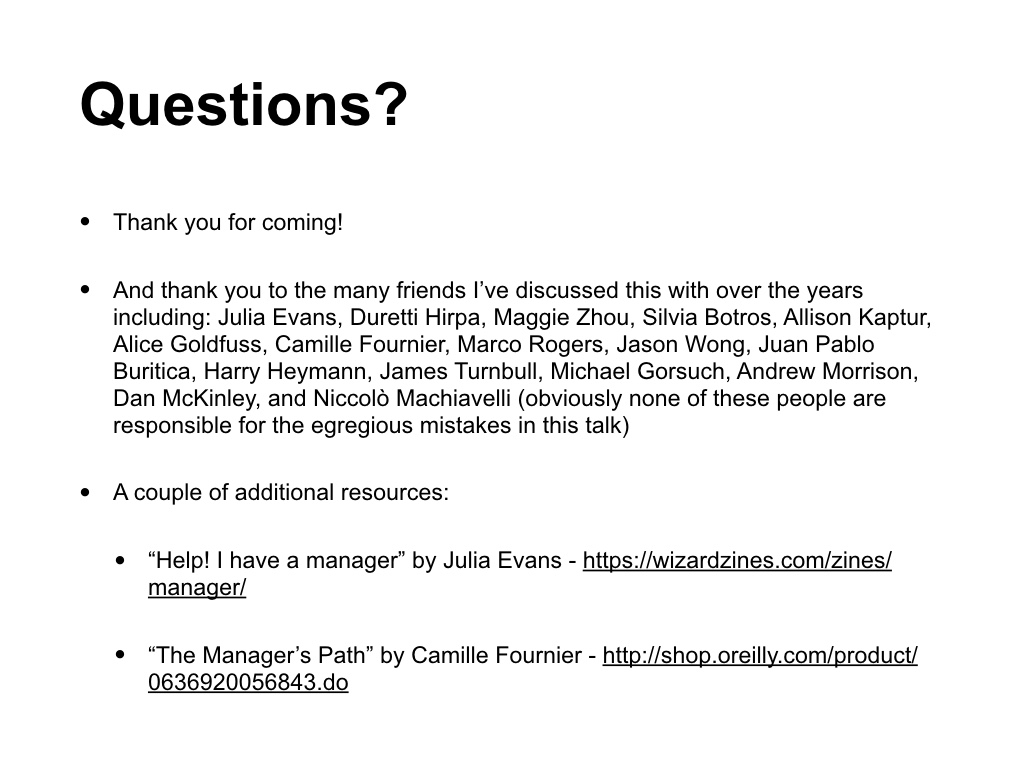 Questions?
• Thank you for coming!
• And thank you to the many friends I’ve discussed this with over the years
including: Julia Evans, Duretti Hirpa, Maggie Zhou, Silvia Botros, Allison Kaptur,
Alice Goldfuss, Camille Fournier, Marco Rogers, Jason Wong, Juan Pablo
Buritica, Harry Heymann, James Turnbull, Michael Gorsuch, Andrew Morrison,
Dan McKinley, and Niccolò Machiavelli (obviously none of these people are
responsible for the egregious mistakes in this talk)
• A couple of additional resources:
• “Help! I have a manager” by Julia Evans - https://wizardzines.com/zines/
manager/
• “The Manager’s Path” by Camille Fournier - http://shop.oreilly.com/product/
0636920056843.do